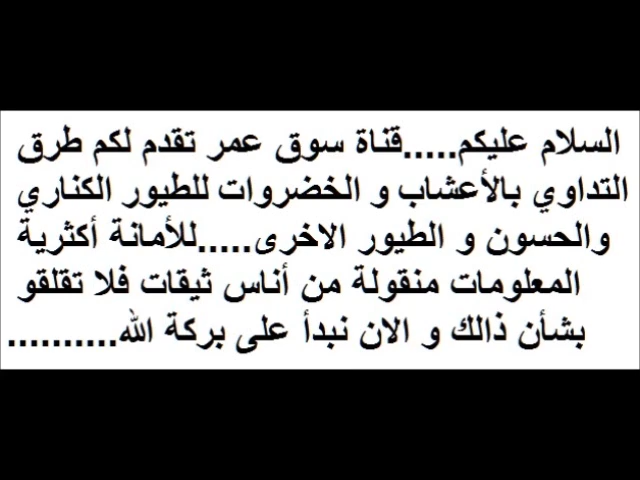 السلام عليكم.....قناة سوق عمر تقدم لكم طرق
التداوي بالأعشاب و الخضروات للطيور الكناري
والحسون و الطيور الاخرى.....للأمانة أكثرية
المعلومات منقولة من أناس ثيقات فلا تقلقو
بشأن ذالك و الان نبدأ على بركة الله..........